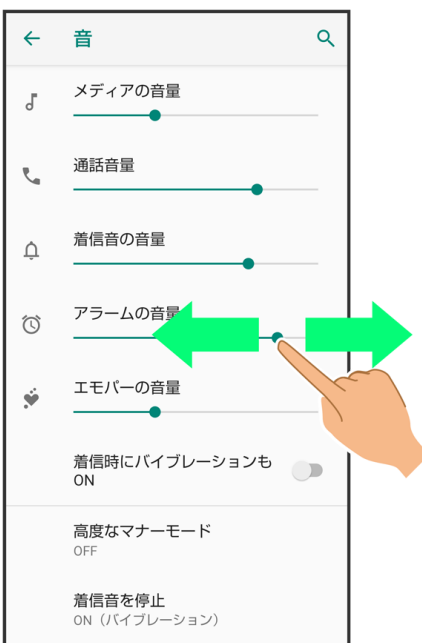 音
メディアの音量
通話音量
着信音の音量
アラームの音量
エモパーの音量
着信時にバイブレーションも
ON
高度なマナーモード
OFF
着信音を停止
ON（バイブレーション）